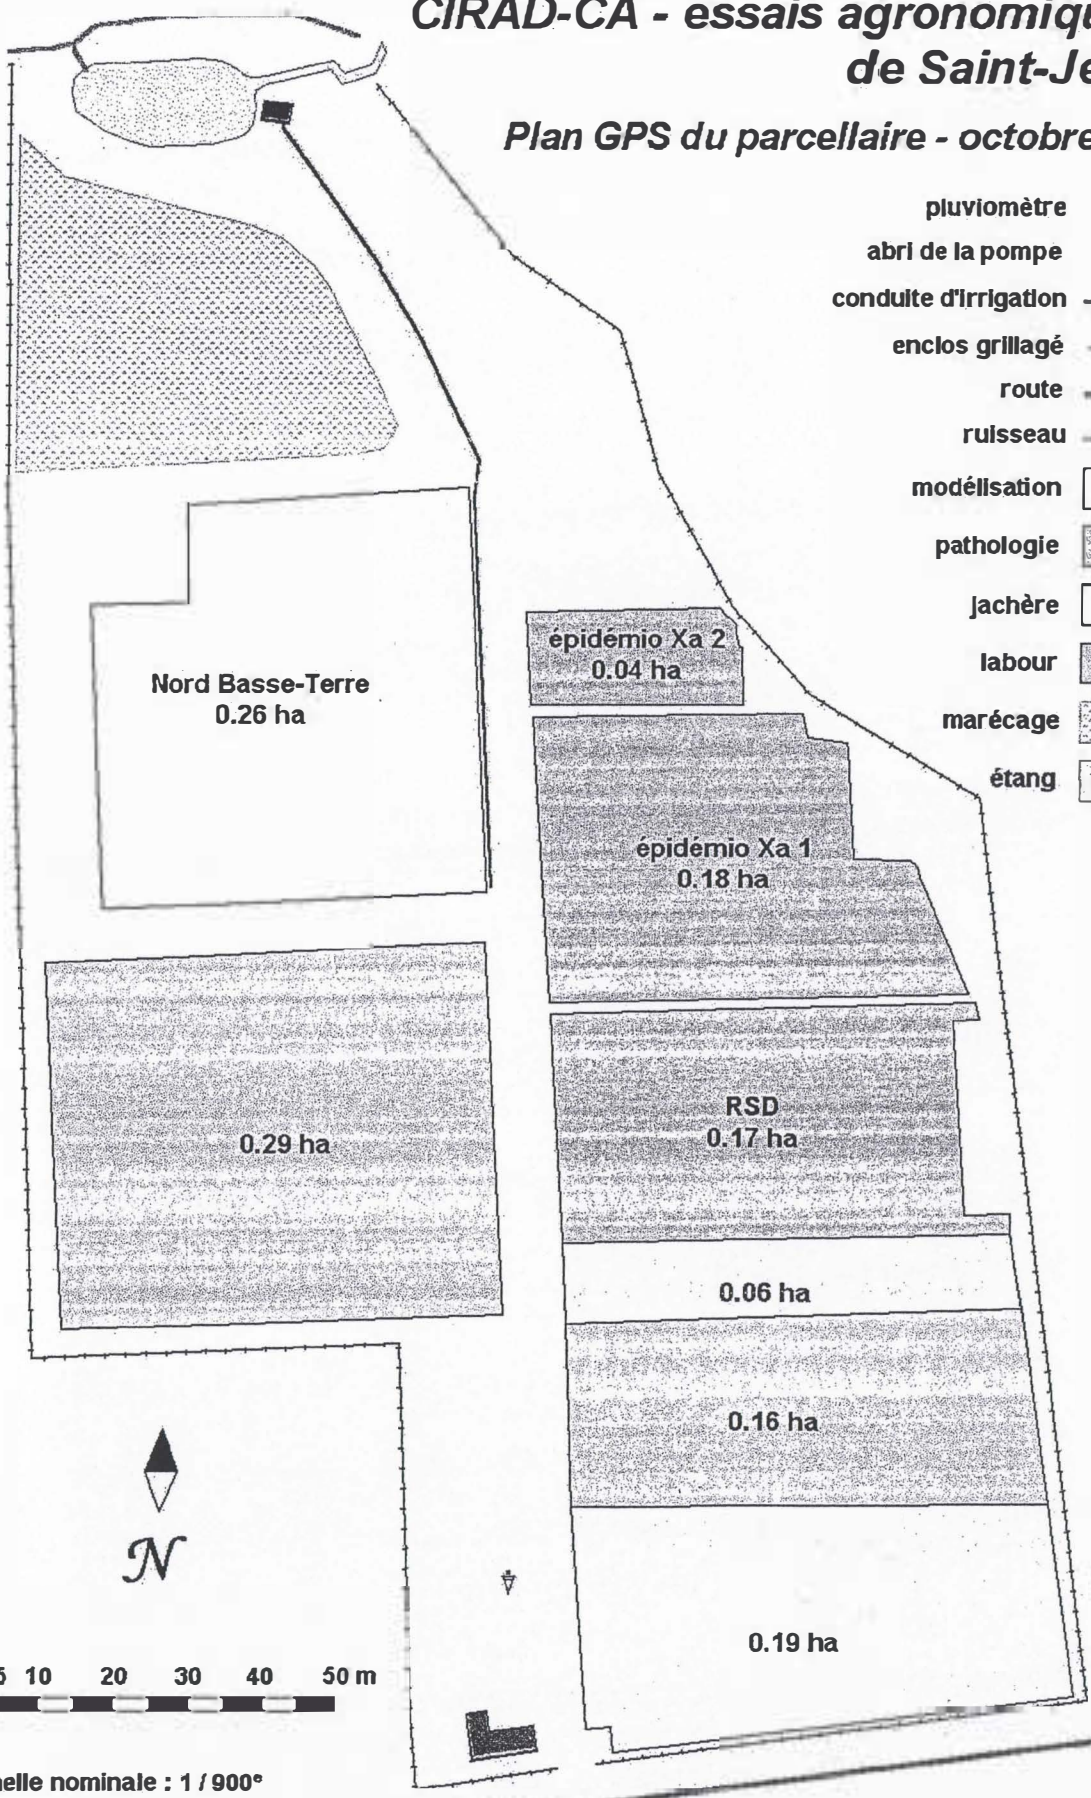 CIRAD-CA - essais agronomiqu
de Saint-Je
Plan GPS du parcellaire - octobre
pluviomètre
abri de la pompe
conduite d'irrigation
enclos grillagé
route
ruisseau
modélisation
pathologie
jachère
labour
marécage
étang
épidémio Xa 2
0.04 ha
Nord Basse-Terre
0.26 ha
épidémio Xa 1
0.18 ha
RSD
0.17 ha
0.29 ha
0.06 ha
0.16 ha
N
0.19 ha
5 10 20 30 40 50 m
elle nominale : 1 / 900e